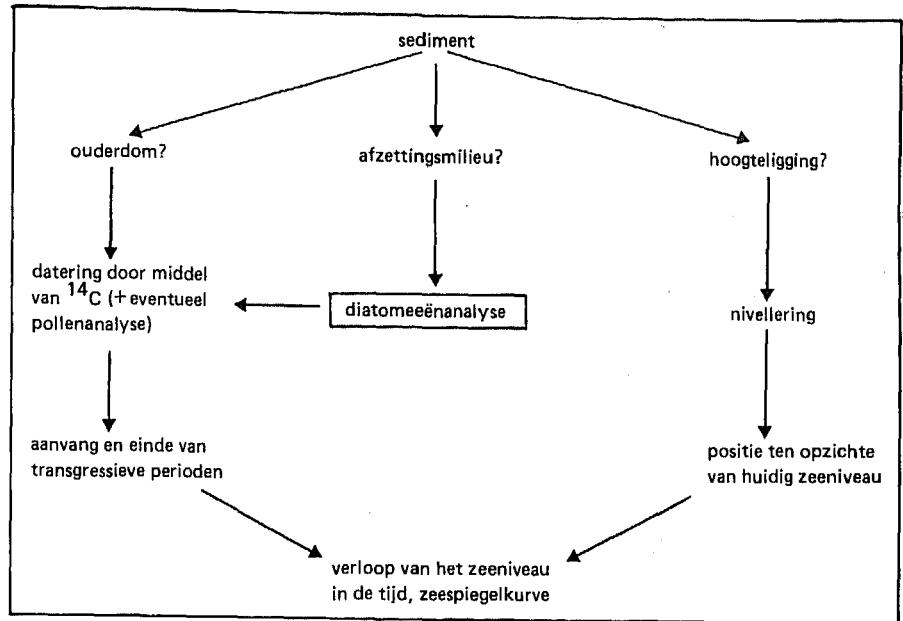 sediment
ouderdom?
afzettingsmilieu?
hoogteligging?
datering door middel
van 14C (+ eventueel
pollenanalyse)
diatomeeënanalyse
nivellering
aanvang en einde van
transgressieve perioden
positie ten opzichte
van huidig zeeniveau
verloop van het zeeniveau
in de tijd, zeespiegelkurve